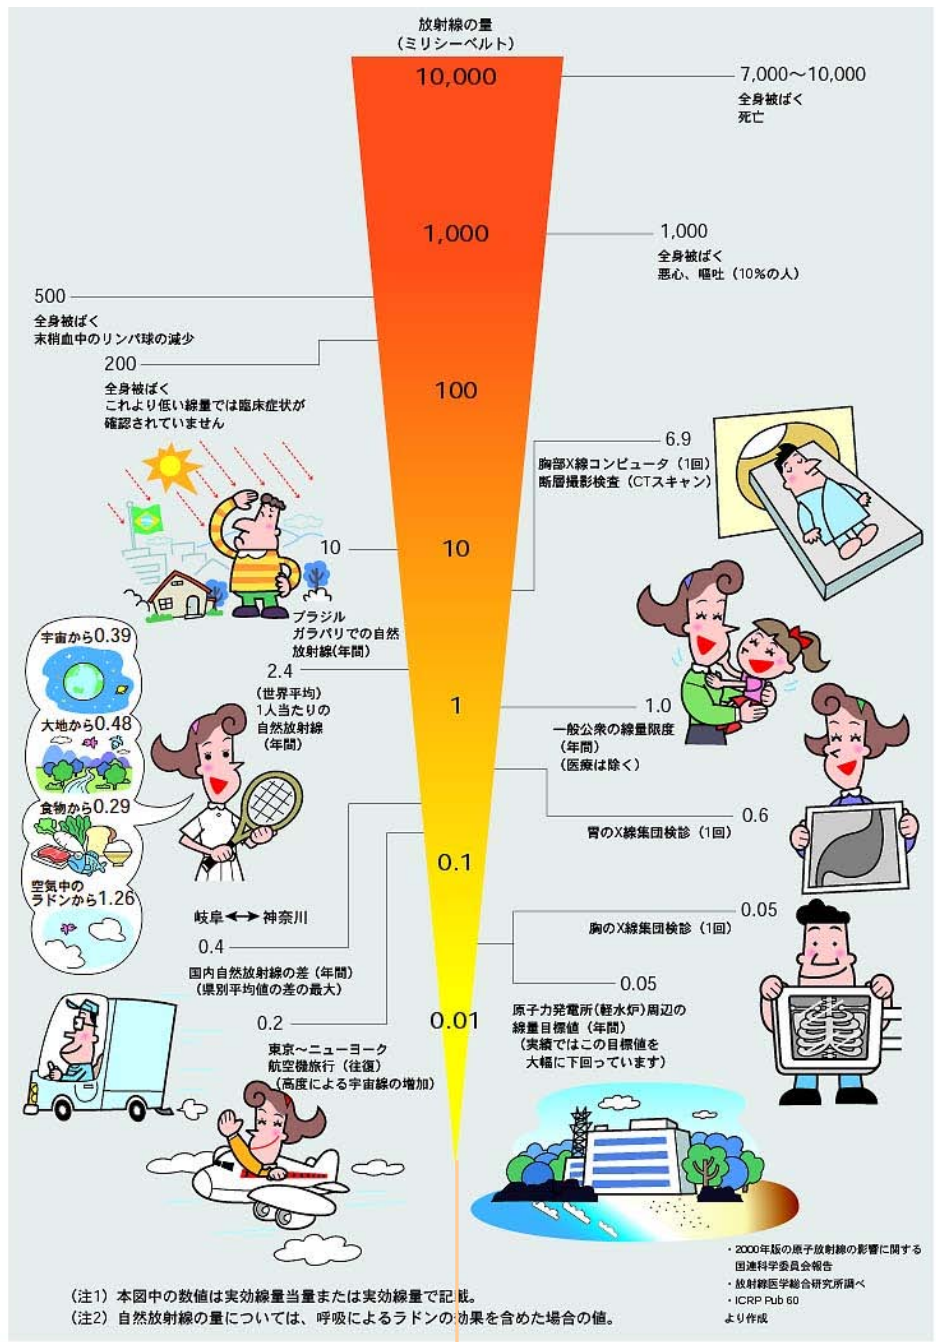 放射線の量
（ミリシーベルト）
10,000
7,000〜10,000
全身被ばく
死亡
1,000
1,000
全身被ばく
悪心、嘔吐（10％の人）
500
全身被ばく
末梢血中のリンパ球の減少
200
全身被ばく
これより低い線量では臨床症状が
確認されていません
100
6.9
胸部X線コンピュータ（1回）
断層撮影検査（CTスキャン）
10
10
ブラジル
ガラパリでの自然
放射線（年間）
宇宙から0.39
大地から0.48
食物から0.29
空気中の
ラドンから1.26
2.4
（世界平均）
1人当たりの
自然放射線
（年間）
1
1.0
一般公衆の線量限度
（年間）
（医療は除く）
0.6
胃のX線集団検診（1回）
0.1
岐阜⟷神奈川
0.4
国内自然放射線の差（年間）
（県別平均値の差の最大）
0.05
胸のX線集団検診（1回）
0.05
原子力発電所（軽水炉）周辺の
線量目標値（年間）
（実績ではこの目標値を
大幅に下回っています）
0.01
0.2
東京〜ニューヨーク
航空機旅行（往復）
（高度による宇宙線の増加）
・2000年版の原子放射線の影響に関する
国連科学委員会報告
・放射線医学総合研究所調べ
・ICRP Pub 60
より作成
（注1）本図中の数値は実効線量当量または実効線量で記載。
（注2）自然放射線の量については、呼吸によるラドンの効果を含めた場合の値。